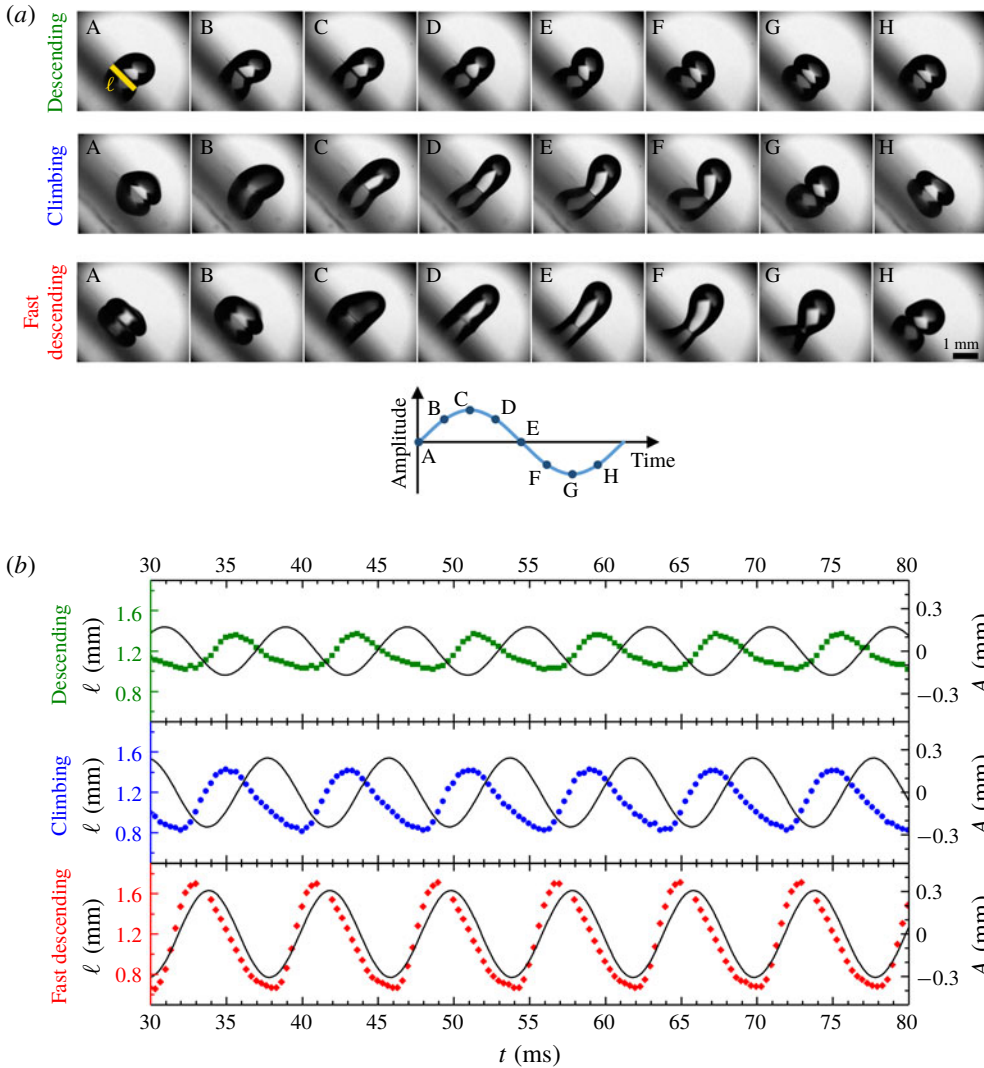 (a)
Descending
A B C D E F G H
ℓ
Climbing
A B C D E F G H
Fast
descending
A B C D E F G H
1 mm
Amplitude
A B C D E F G H
Time
(b)
30 35 40 45 50 55 60 65 70 75 80
Descending
ℓ (mm)
1.6
1.2
0.8
0.3
0
−0.3
A (mm)
Climbing
ℓ (mm)
1.6
1.2
0.8
0.3
0
−0.3
A (mm)
Fast descending
ℓ (mm)
1.6
1.2
0.8
0.3
0
−0.3
A (mm)
30 35 40 45 50 55 60 65 70 75 80
t (ms)